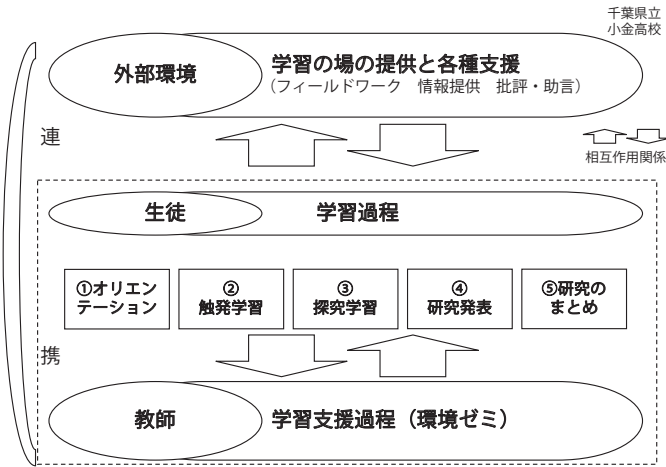 千葉県立
小金高校
外部環境
学習の場の提供と各種支援
（フィールドワーク　情報提供　批評・助言）
連
相互作用関係
生徒
学習過程
①オリエン
テーション
②
触発学習
③
探究学習
④
研究発表
⑤研究の
まとめ
携
教師
学習支援過程（環境ゼミ）